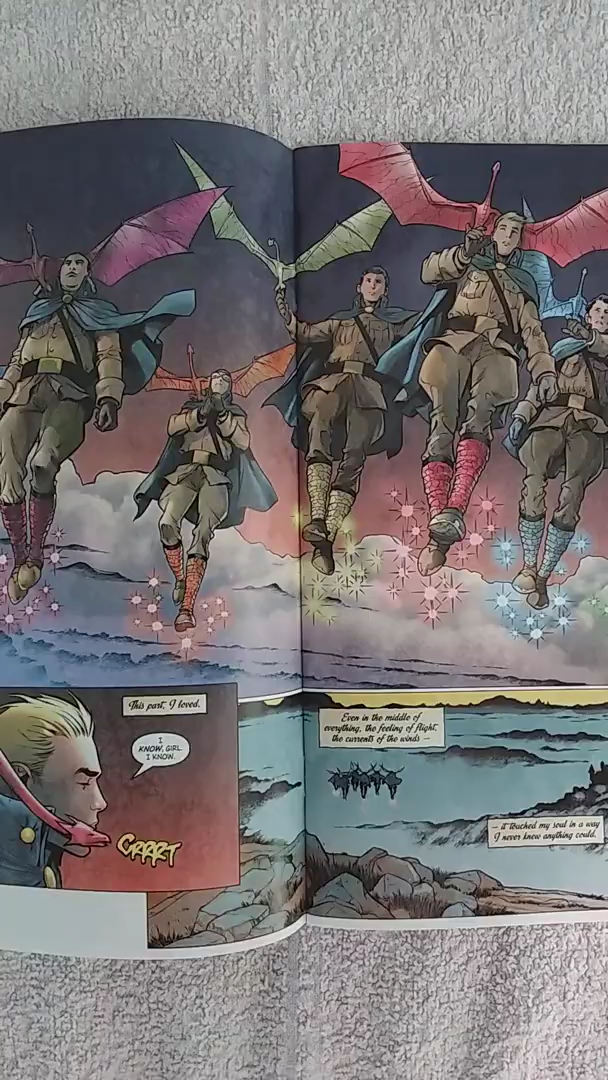 This part, I loved.
I
KNOW, GIRL.
I KNOW.
GRRRT
Even in the middle of
everything, the feeling of flight,
the currents of the winds —
— it touched my soul in a way
I never knew anything could.